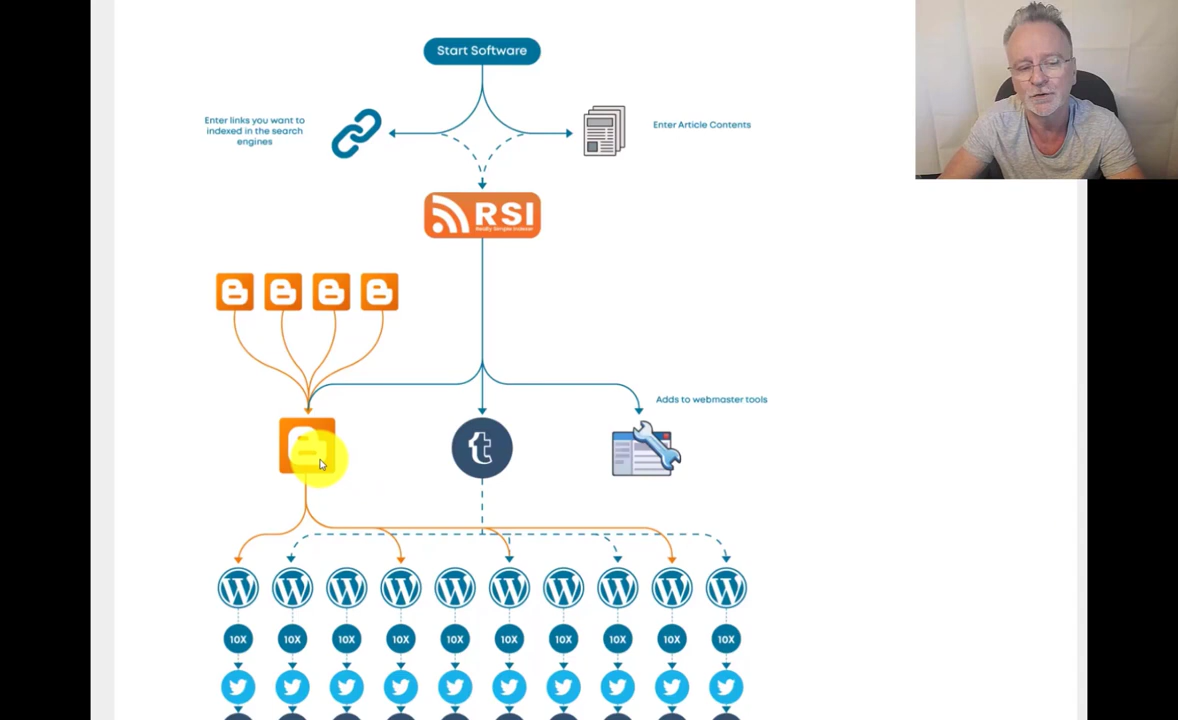 Start Software
Enter links you want to
indexed in the search
engines
Enter Article Contents
RSI
Really Simple Indexer
Adds to webmaster tools
10X 10X 10X 10X 10X 10X 10X 10X 10X 10X